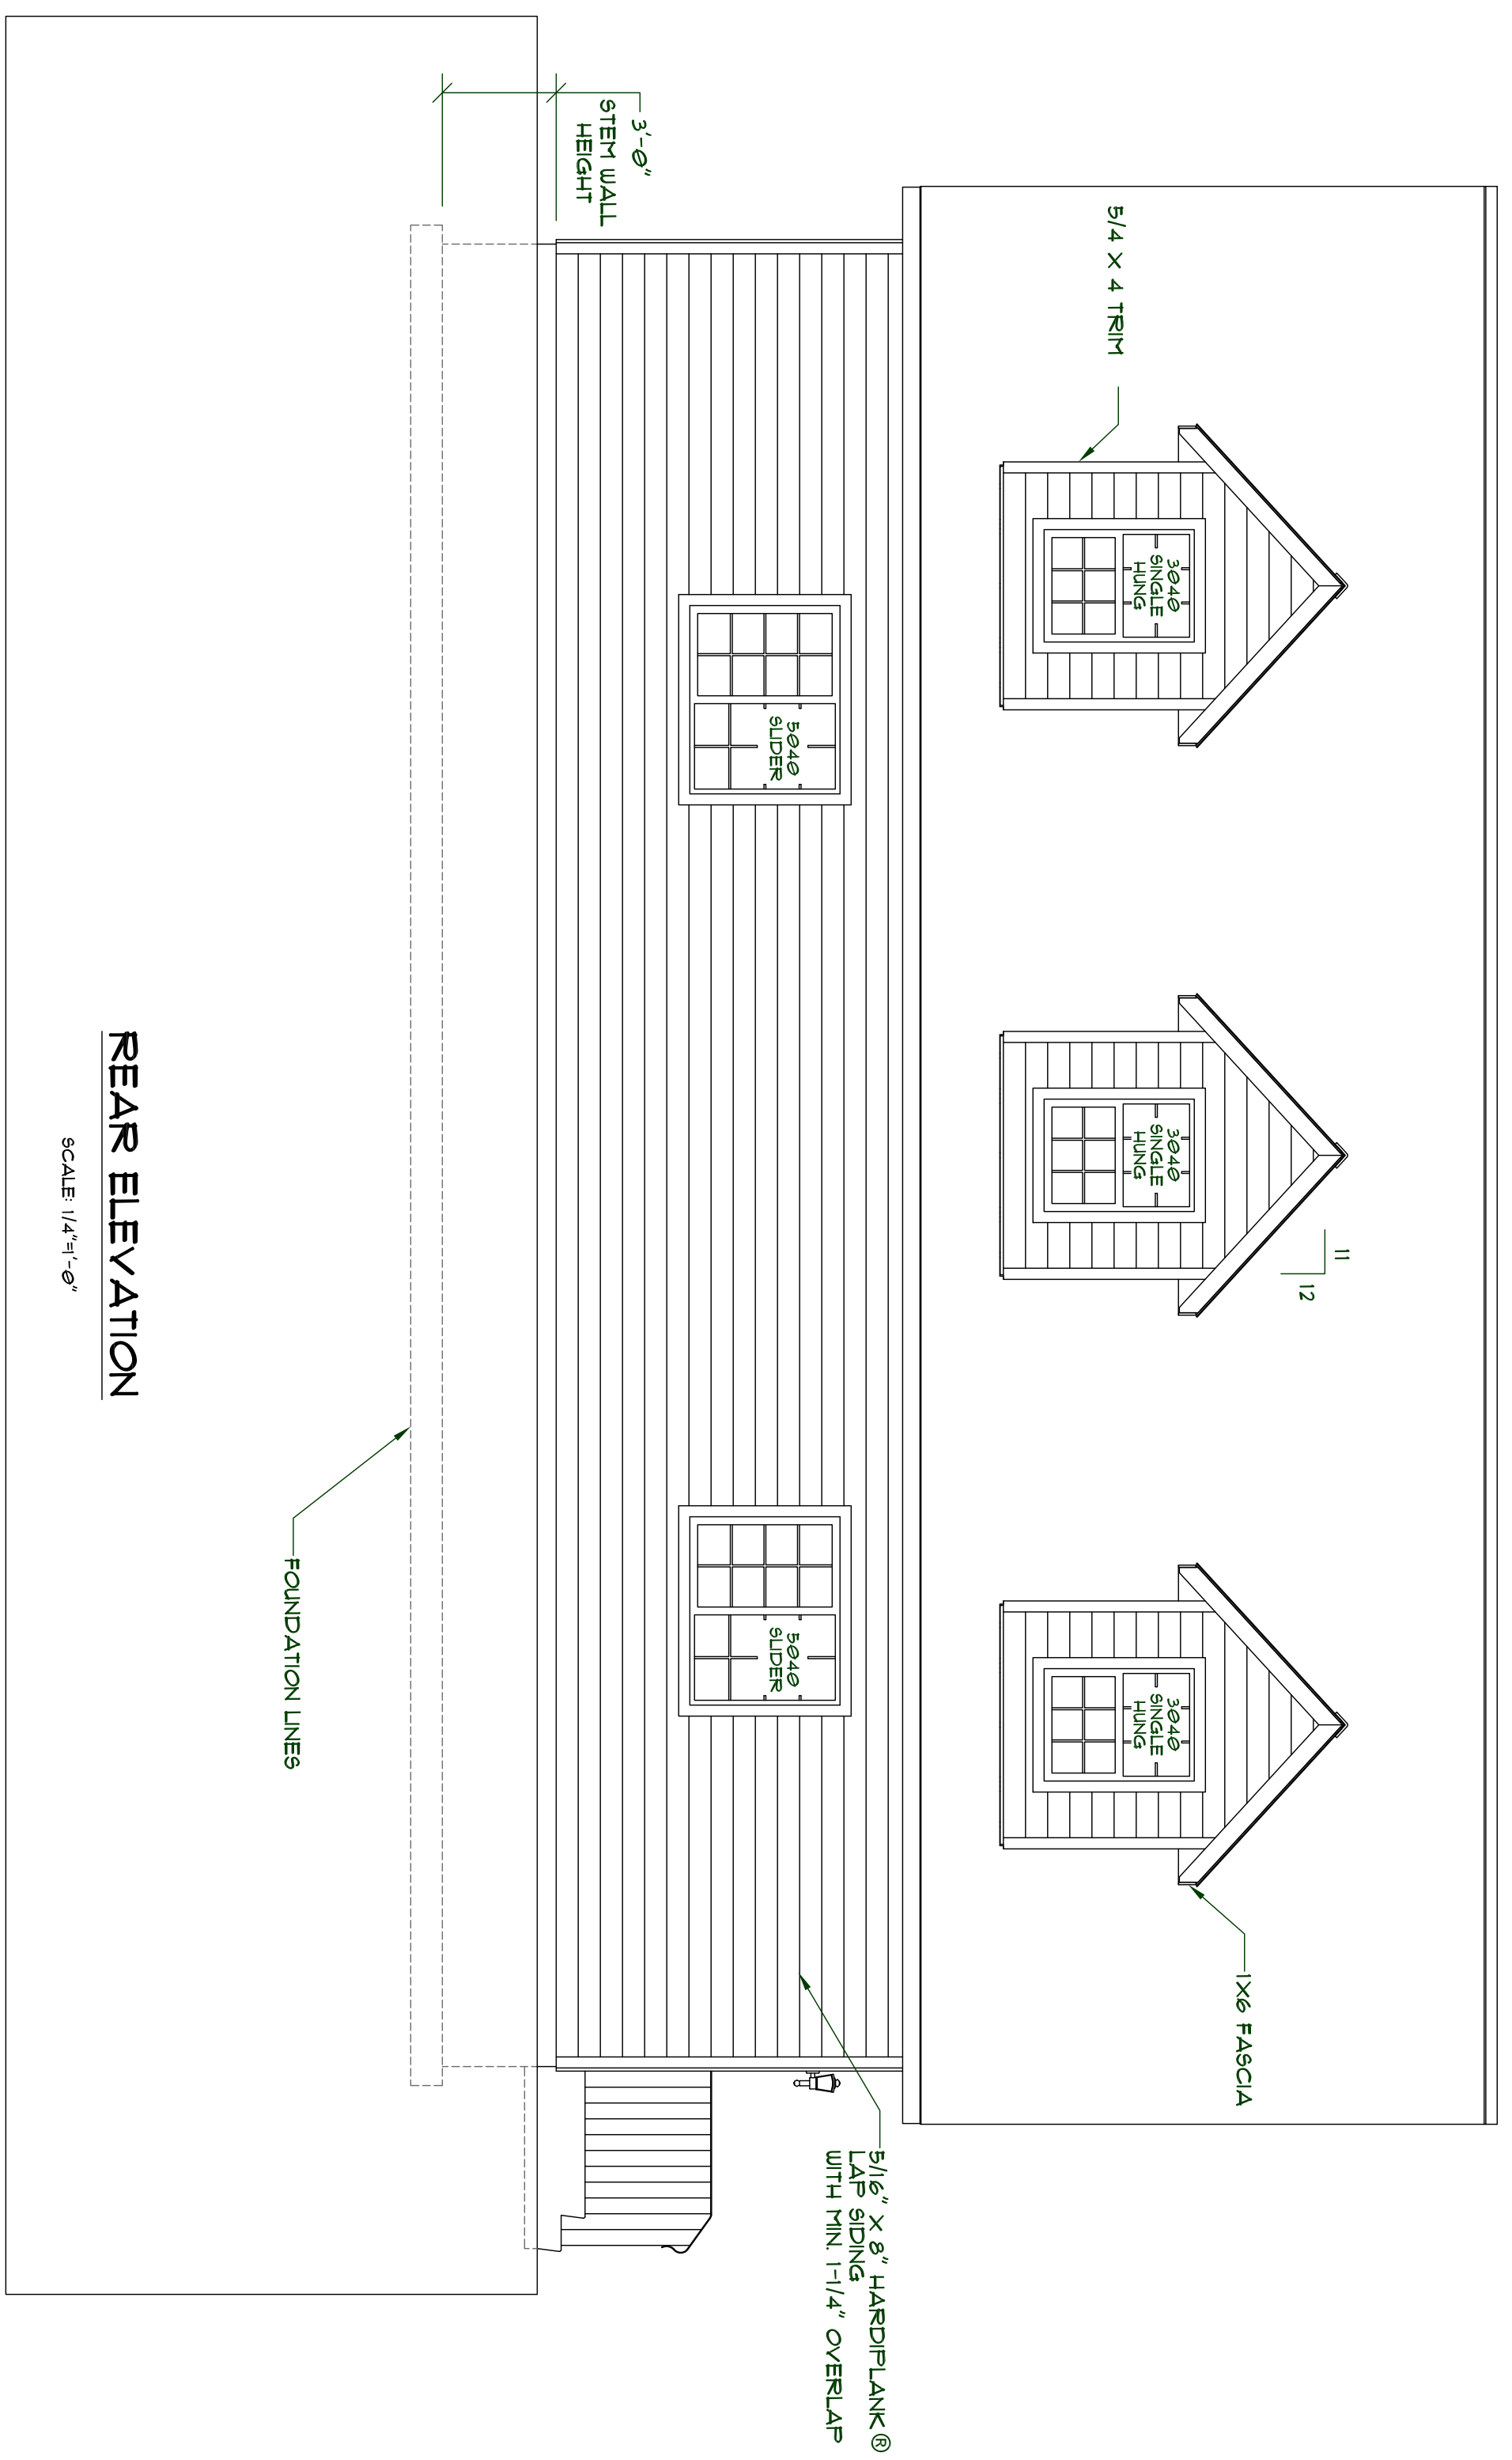 11
12
5/4 X 4 TRIM
1X6 FASCIA
3040
SINGLE
HUNG
3040
SINGLE
HUNG
3040
SINGLE
HUNG
5/16" X 8" HARDIPLANK®
LAP SIDING
WITH MIN. 1-1/4" OVERLAP
5040
SLIDER
5040
SLIDER
3'-0"
STEM WALL
HEIGHT
FOUNDATION LINES
REAR ELEVATION
SCALE: 1/4"=1'-0"